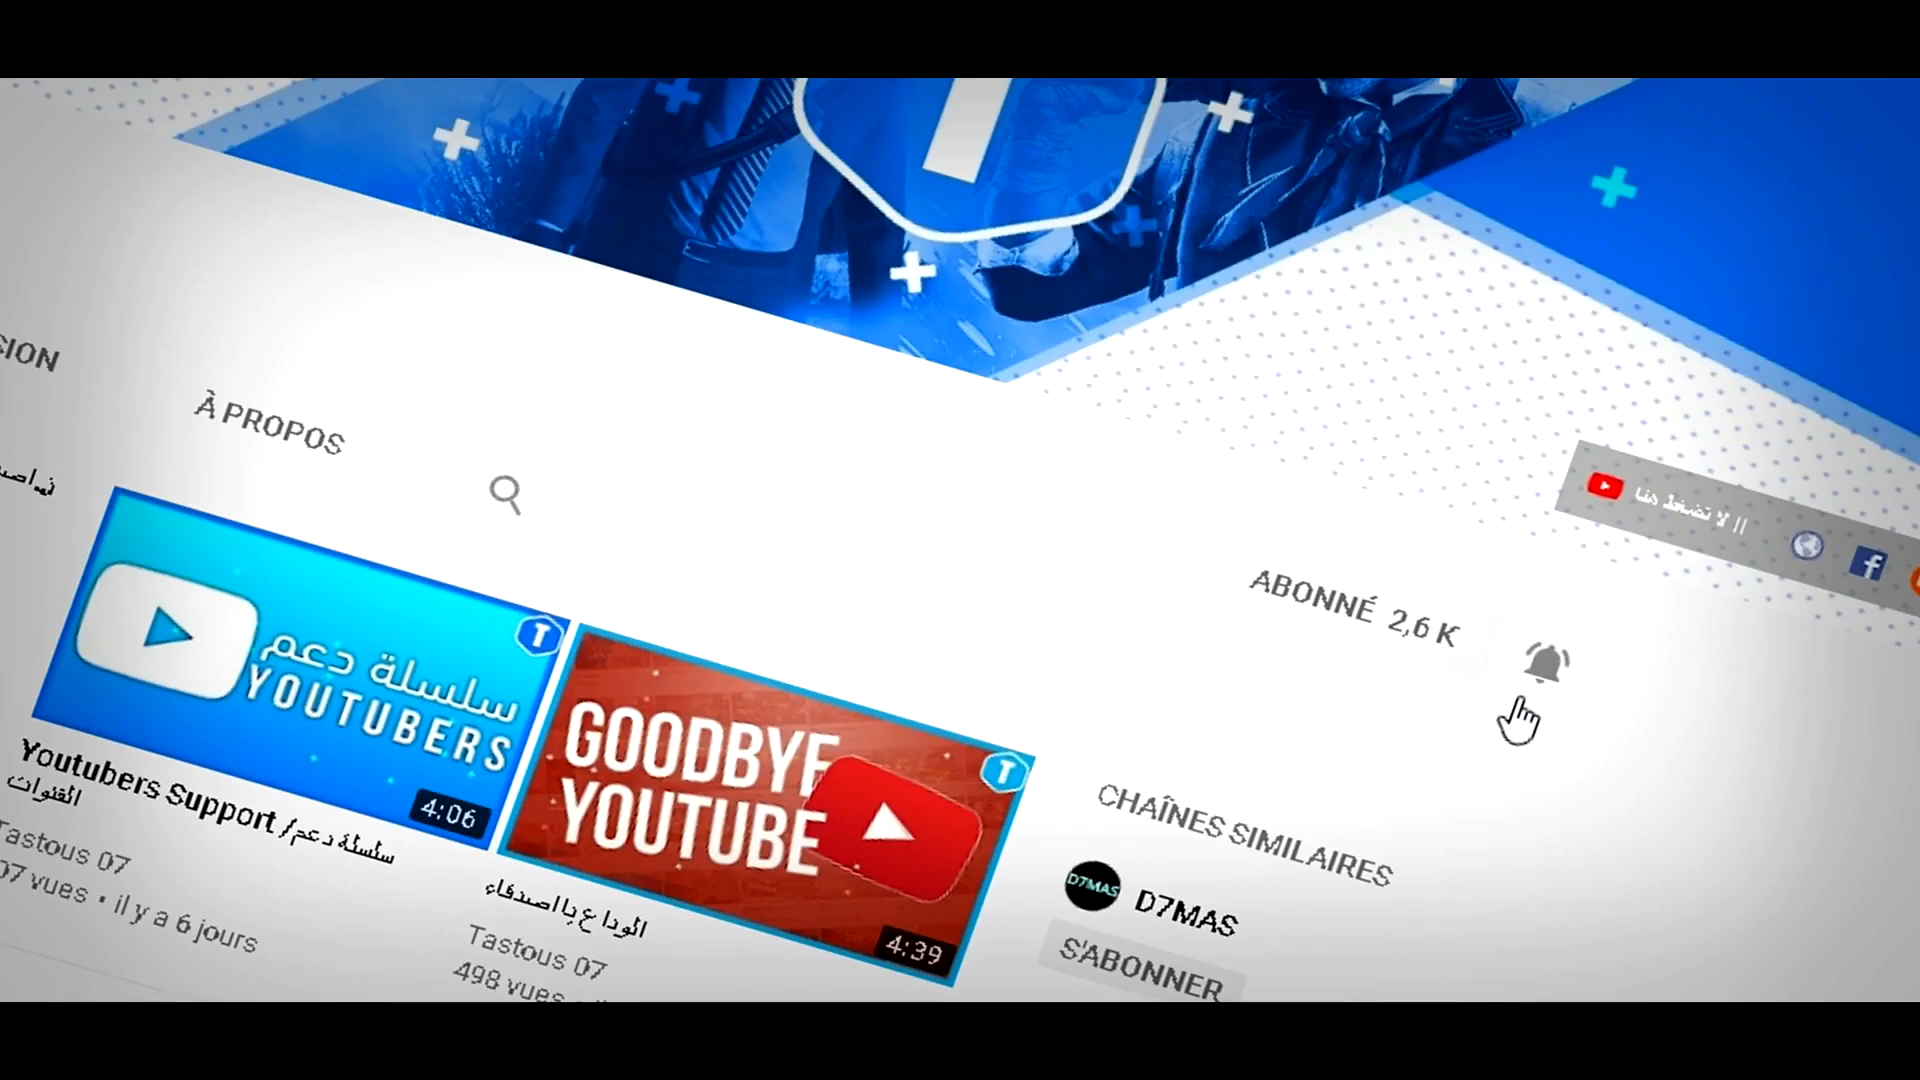 SION
À PROPOS
لا تضغط هنا !!
ABONNÉ 2,6 K
سلسلة دعم
YOUTUBERS
4:06
GOODBYE
YOUTUBE
4:39
Youtubers Support / سلسلة دعم
القنوات
Tastous 07
07 vues • il y a 6 jours
الوداع يا اصدقاء
Tastous 07
498 vues
CHAÎNES SIMILAIRES
D7MAS
D7MAS
S'ABONNER